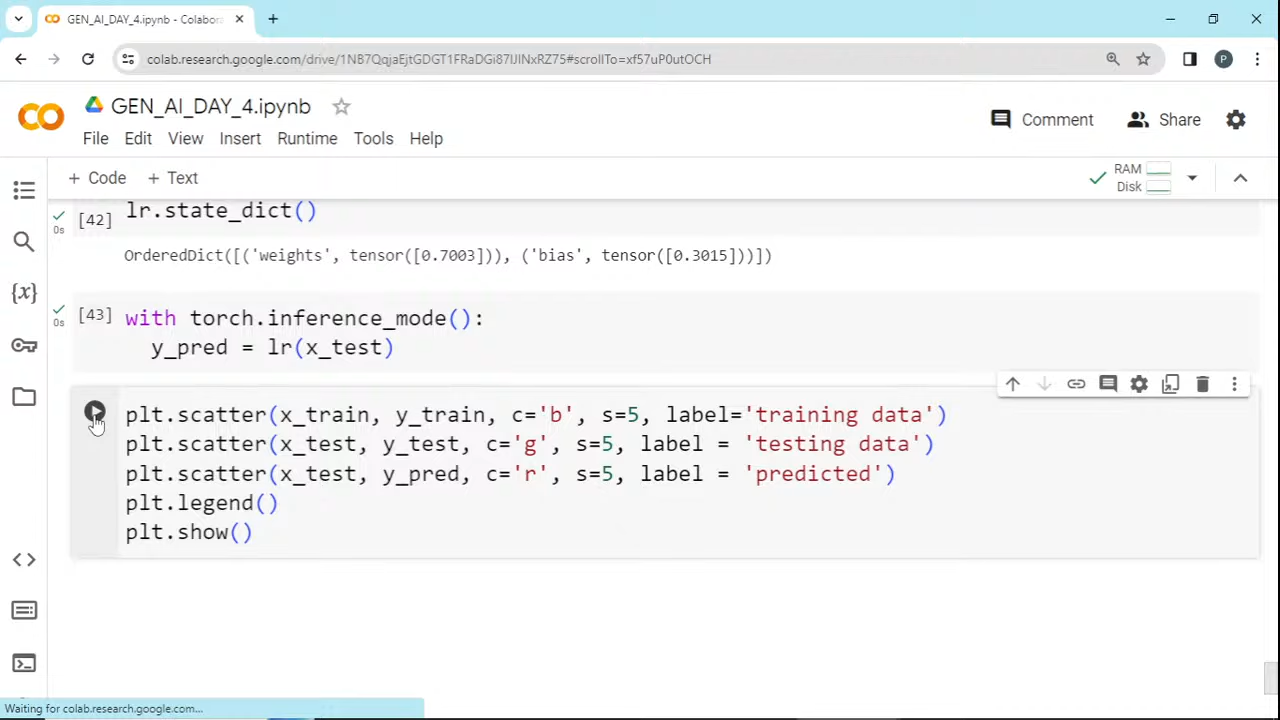 GEN_AI_DAY_4.ipynb - Colabora
colab.research.google.com/drive/1NB7QqjaEjtGDGT1FRaDGi87IJINxRZ75#scrollTo=xf57uP0utOCH
P
GEN_AI_DAY_4.ipynb
Comment
Share
File Edit View Insert Runtime Tools Help
+ Code + Text
RAM
Disk
[42] lr.state_dict()
0s
OrderedDict([('weights', tensor([0.7003])), ('bias', tensor([0.3015]))])
[43] with torch.inference_mode():
0s
y_pred = lr(x_test)
plt.scatter(x_train, y_train, c='b', s=5, label='training data')
plt.scatter(x_test, y_test, c='g', s=5, label = 'testing data')
plt.scatter(x_test, y_pred, c='r', s=5, label = 'predicted')
plt.legend()
plt.show()
{x}
Waiting for colab.research.google.com...